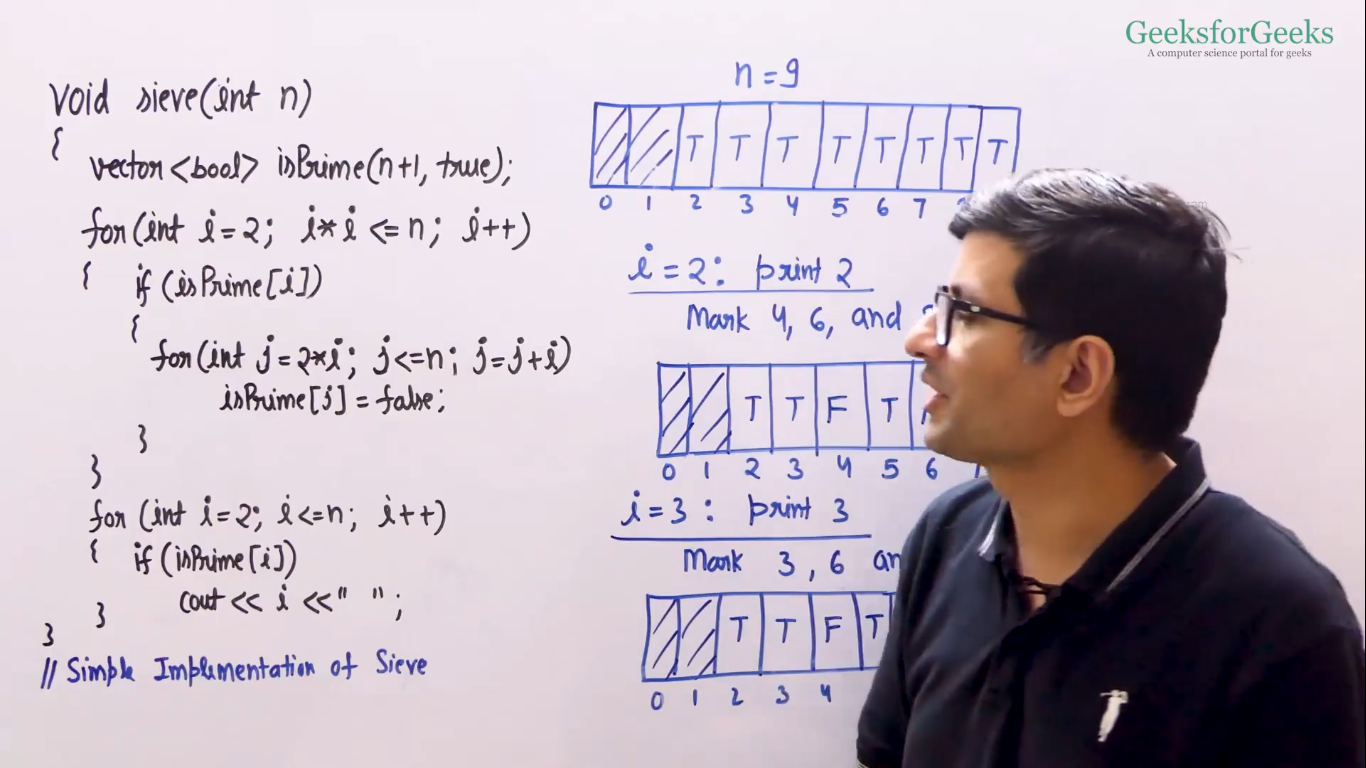 GeeksforGeeks
A computer science portal for geeks
void sieve(int n)
{
vector<bool> isPrime(n+1, true);
for(int i=2; i*i <= n; i++)
{ if (isPrime[i])
{
for(int j=2*i; j<=n; j=j+i)
isPrime[j] = false;
}
}
for (int i=2; i<=n; i++)
{ if (isPrime[i])
cout << i <<" ";
}
}
// Simple Implementation of Sieve
n=9
T T T T T T T T
0 1 2 3 4 5 6 7
i=2: print 2
Mark 4, 6, and
T T F T
0 1 2 3 4 5 6
i=3: print 3
Mark 3, 6
T T F T
0 1 2 3 4